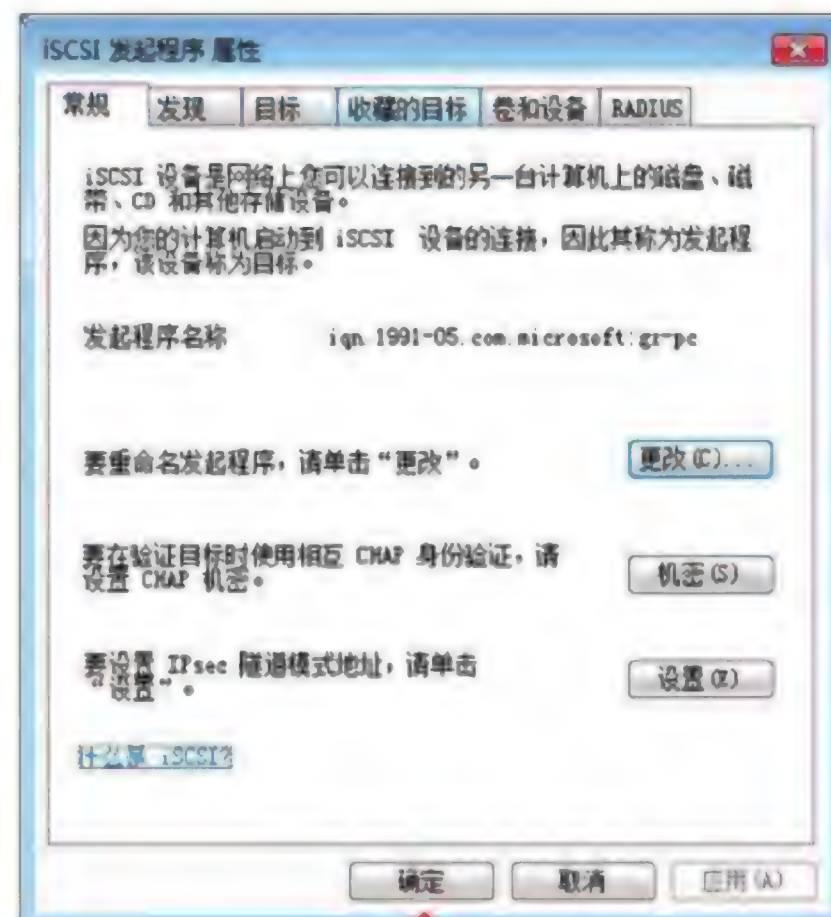 iSCSI 发起程序 属性
常规 发现 目标 收藏的目标 卷和设备 RADIUS
iSCSI 设备是网络上您可以连接到的另一台计算机上的磁盘、磁
带、CD 和其他存储设备。
因为您的计算机启动到 iSCSI 设备的连接，因此其称为发起程
序，该设备称为目标。
发起程序名称 iqn.1991-05.com.microsoft:gr-pc
要重命名发起程序，请单击“更改”。 更改(C)...
要在验证目标时使用相互 CHAP 身份验证，请
设置 CHAP 机密。 机密(S)
要设置 IPsec 隧道模式地址，请单击
“设置”。 设置(E)
什么是 iSCSI?
确定 取消 应用(A)